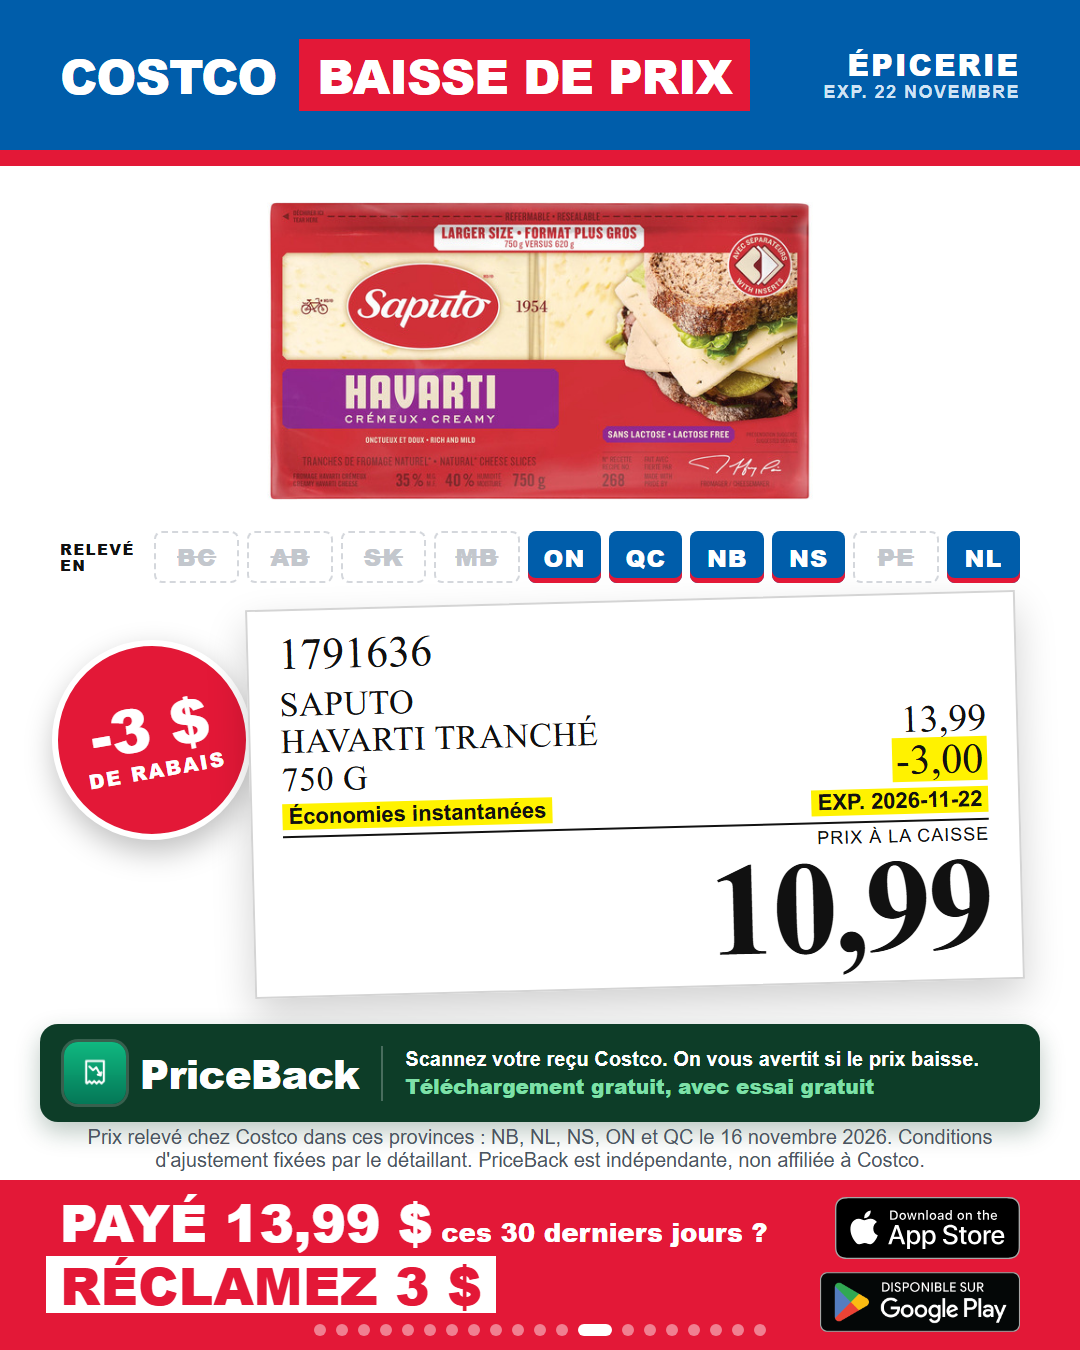 COSTCO BAISSE DE PRIX
ÉPICERIE
EXP. 22 NOVEMBRE
REFERMABLE • RESEALABLE
LARGER SIZE • FORMAT PLUS GROS
750 g VERSUS 620 g
AVEC SÉPARATEURS
WITH INSERTS
Saputo
1954
HAVARTI
CRÉMEUX • CREAMY
ONCTUEUX ET DOUX • RICH AND MILD
SANS LACTOSE • LACTOSE FREE
TRANCHES DE FROMAGE NATUREL • NATURAL CHEESE SLICES
35 % 40 % 750 g
268
RELEVÉ EN
BC AB SK MB ON QC NB NS PE NL
-3 $
DE RABAIS
1791636
SAPUTO
HAVARTI TRANCHÉ
750 G
13,99
-3,00
Économies instantanées
EXP. 2026-11-22
PRIX À LA CAISSE
10,99
PriceBack
Scannez votre reçu Costco. On vous avertit si le prix baisse.
Téléchargement gratuit, avec essai gratuit
Prix relevé chez Costco dans ces provinces : NB, NL, NS, ON et QC le 16 novembre 2026. Conditions
d'ajustement fixées par le détaillant. PriceBack est indépendante, non affiliée à Costco.
PAYÉ 13,99 $ ces 30 derniers jours ?
RÉCLAMEZ 3 $
Download on the
App Store
DISPONIBLE SUR
Google Play